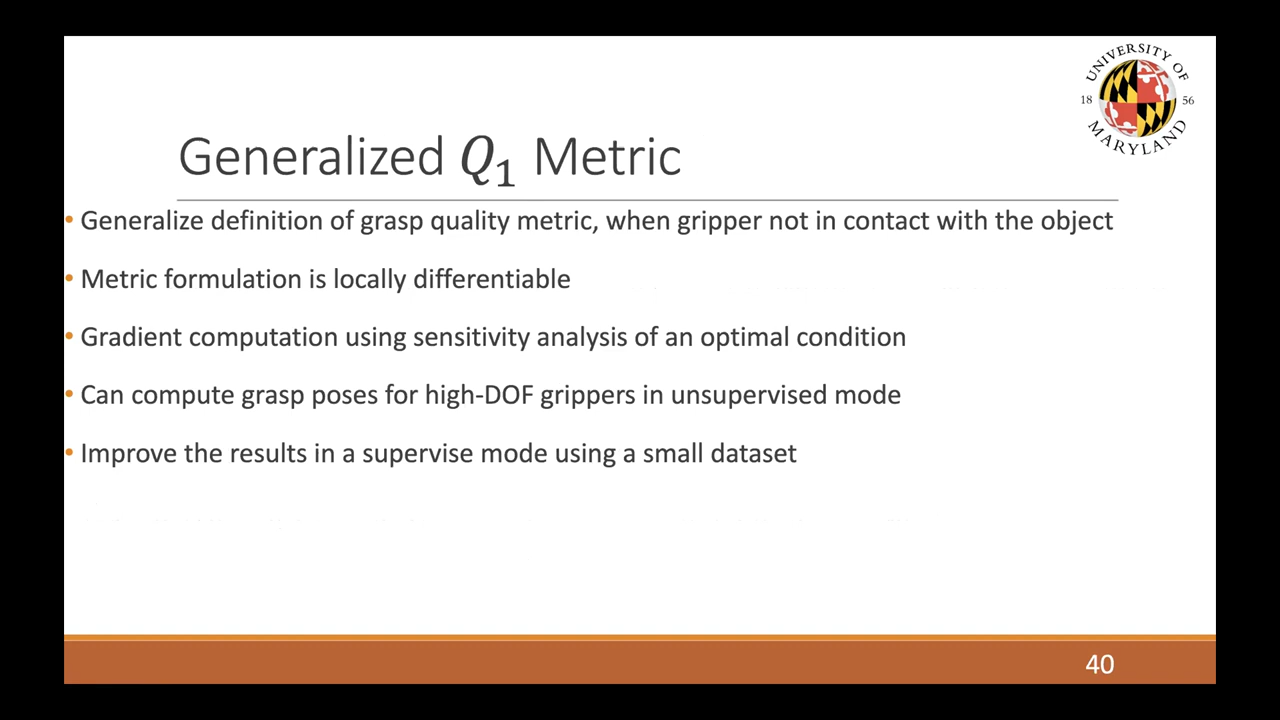 UNIVERSITY OF
18 56
MARYLAND
Generalized Q₁ Metric
• Generalize definition of grasp quality metric, when gripper not in contact with the object
• Metric formulation is locally differentiable
• Gradient computation using sensitivity analysis of an optimal condition
• Can compute grasp poses for high-DOF grippers in unsupervised mode
• Improve the results in a supervise mode using a small dataset
40